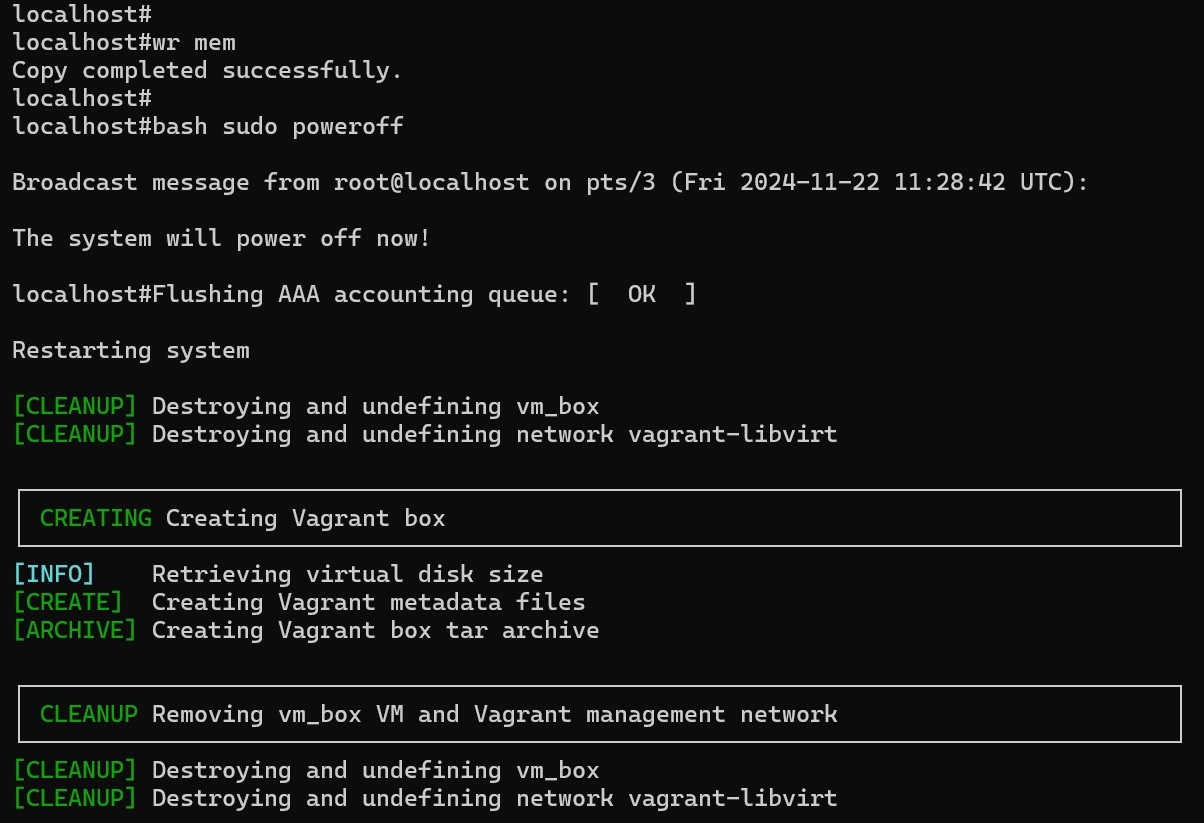 localhost#
localhost#wr mem
Copy completed successfully.
localhost#
localhost#bash sudo poweroff
Broadcast message from root@localhost on pts/3 (Fri 2024-11-22 11:28:42 UTC):
The system will power off now!
localhost#Flushing AAA accounting queue: [  OK  ]
Restarting system
[CLEANUP] Destroying and undefining vm_box
[CLEANUP] Destroying and undefining network vagrant-libvirt
CREATING Creating Vagrant box
[INFO]    Retrieving virtual disk size
[CREATE]  Creating Vagrant metadata files
[ARCHIVE] Creating Vagrant box tar archive
CLEANUP Removing vm_box VM and Vagrant management network
[CLEANUP] Destroying and undefining vm_box
[CLEANUP] Destroying and undefining network vagrant-libvirt